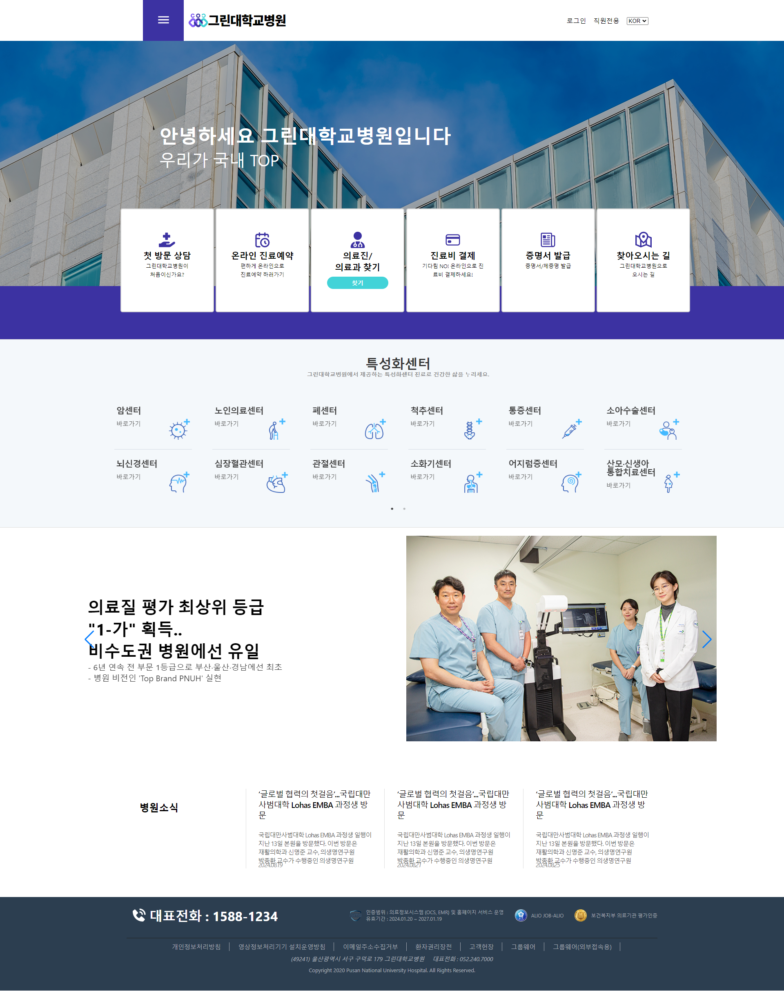 그린대학교병원
로그인 직원전용 KOR
안녕하세요 그린대학교병원입니다
우리가 국내 TOP
첫 방문 상담
그린대학교병원이
처음이신가요?
온라인 진료예약
편하게 온라인으로
진료예약 하러가기
의료진/
의료과 찾기
찾기
진료비 결제
기다림 NO! 온라인으로 진
료비 결제하세요!
증명서 발급
증명서/제증명 발급
찾아오시는 길
그린대학교병원으로
오시는 길
특성화센터
그린대학교병원에서 제공하는 특성화센터 진료로 건강한 삶을 누리세요.
암센터
바로가기
노인의료센터
바로가기
폐센터
바로가기
척추센터
바로가기
통증센터
바로가기
소아수술센터
바로가기
뇌신경센터
바로가기
심장혈관센터
바로가기
관절센터
바로가기
소화기센터
바로가기
어지럼증센터
바로가기
산모·신생아
통합치료센터
바로가기
의료질 평가 최상위 등급
"1-가" 획득..
비수도권 병원에선 유일
- 6년 연속 전 부문 1등급으로 부산·울산·경남에선 최초
- 병원 비전인 'Top Brand PNUH' 실현
병원소식
‘글로벌 협력의 첫걸음’...국립대만
사범대학 Lohas EMBA 과정생 방
문
국립대만사범대학 Lohas EMBA 과정생 일행이
지난 13일 본원을 방문했다. 이번 방문은
재활의학과 신명준 교수, 의생명연구원
박종환 교수가 수행중인 의생명연구원
2024.08.19
‘글로벌 협력의 첫걸음’...국립대만
사범대학 Lohas EMBA 과정생 방
문
국립대만사범대학 Lohas EMBA 과정생 일행이
지난 13일 본원을 방문했다. 이번 방문은
재활의학과 신명준 교수, 의생명연구원
박종환 교수가 수행중인 의생명연구원
2024.08.21
‘글로벌 협력의 첫걸음’...국립대만
사범대학 Lohas EMBA 과정생 방
문
국립대만사범대학 Lohas EMBA 과정생 일행이
지난 13일 본원을 방문했다. 이번 방문은
재활의학과 신명준 교수, 의생명연구원
박종환 교수가 수행중인 의생명연구원
2024.08.25
대표전화 : 1588-1234
인증범위 : 의료정보시스템 (OCS, EMR) 및 홈페이지 서비스 운영
유효기간 : 2024.01.20 ~ 2027.01.19
ALIO JOB-ALIO
보건복지부 의료기관 평가인증
개인정보처리방침 영상정보처리기기 설치운영방침 이메일주소수집거부 환자권리장전 고객헌장 그룹웨어 그룹웨어(외부접속용)
(49241) 울산광역시 서구 구덕로 179 그린대학교병원 대표전화 : 052.240.7000
Copyright 2020 Pusan National University Hospital. All Rights Reserved.